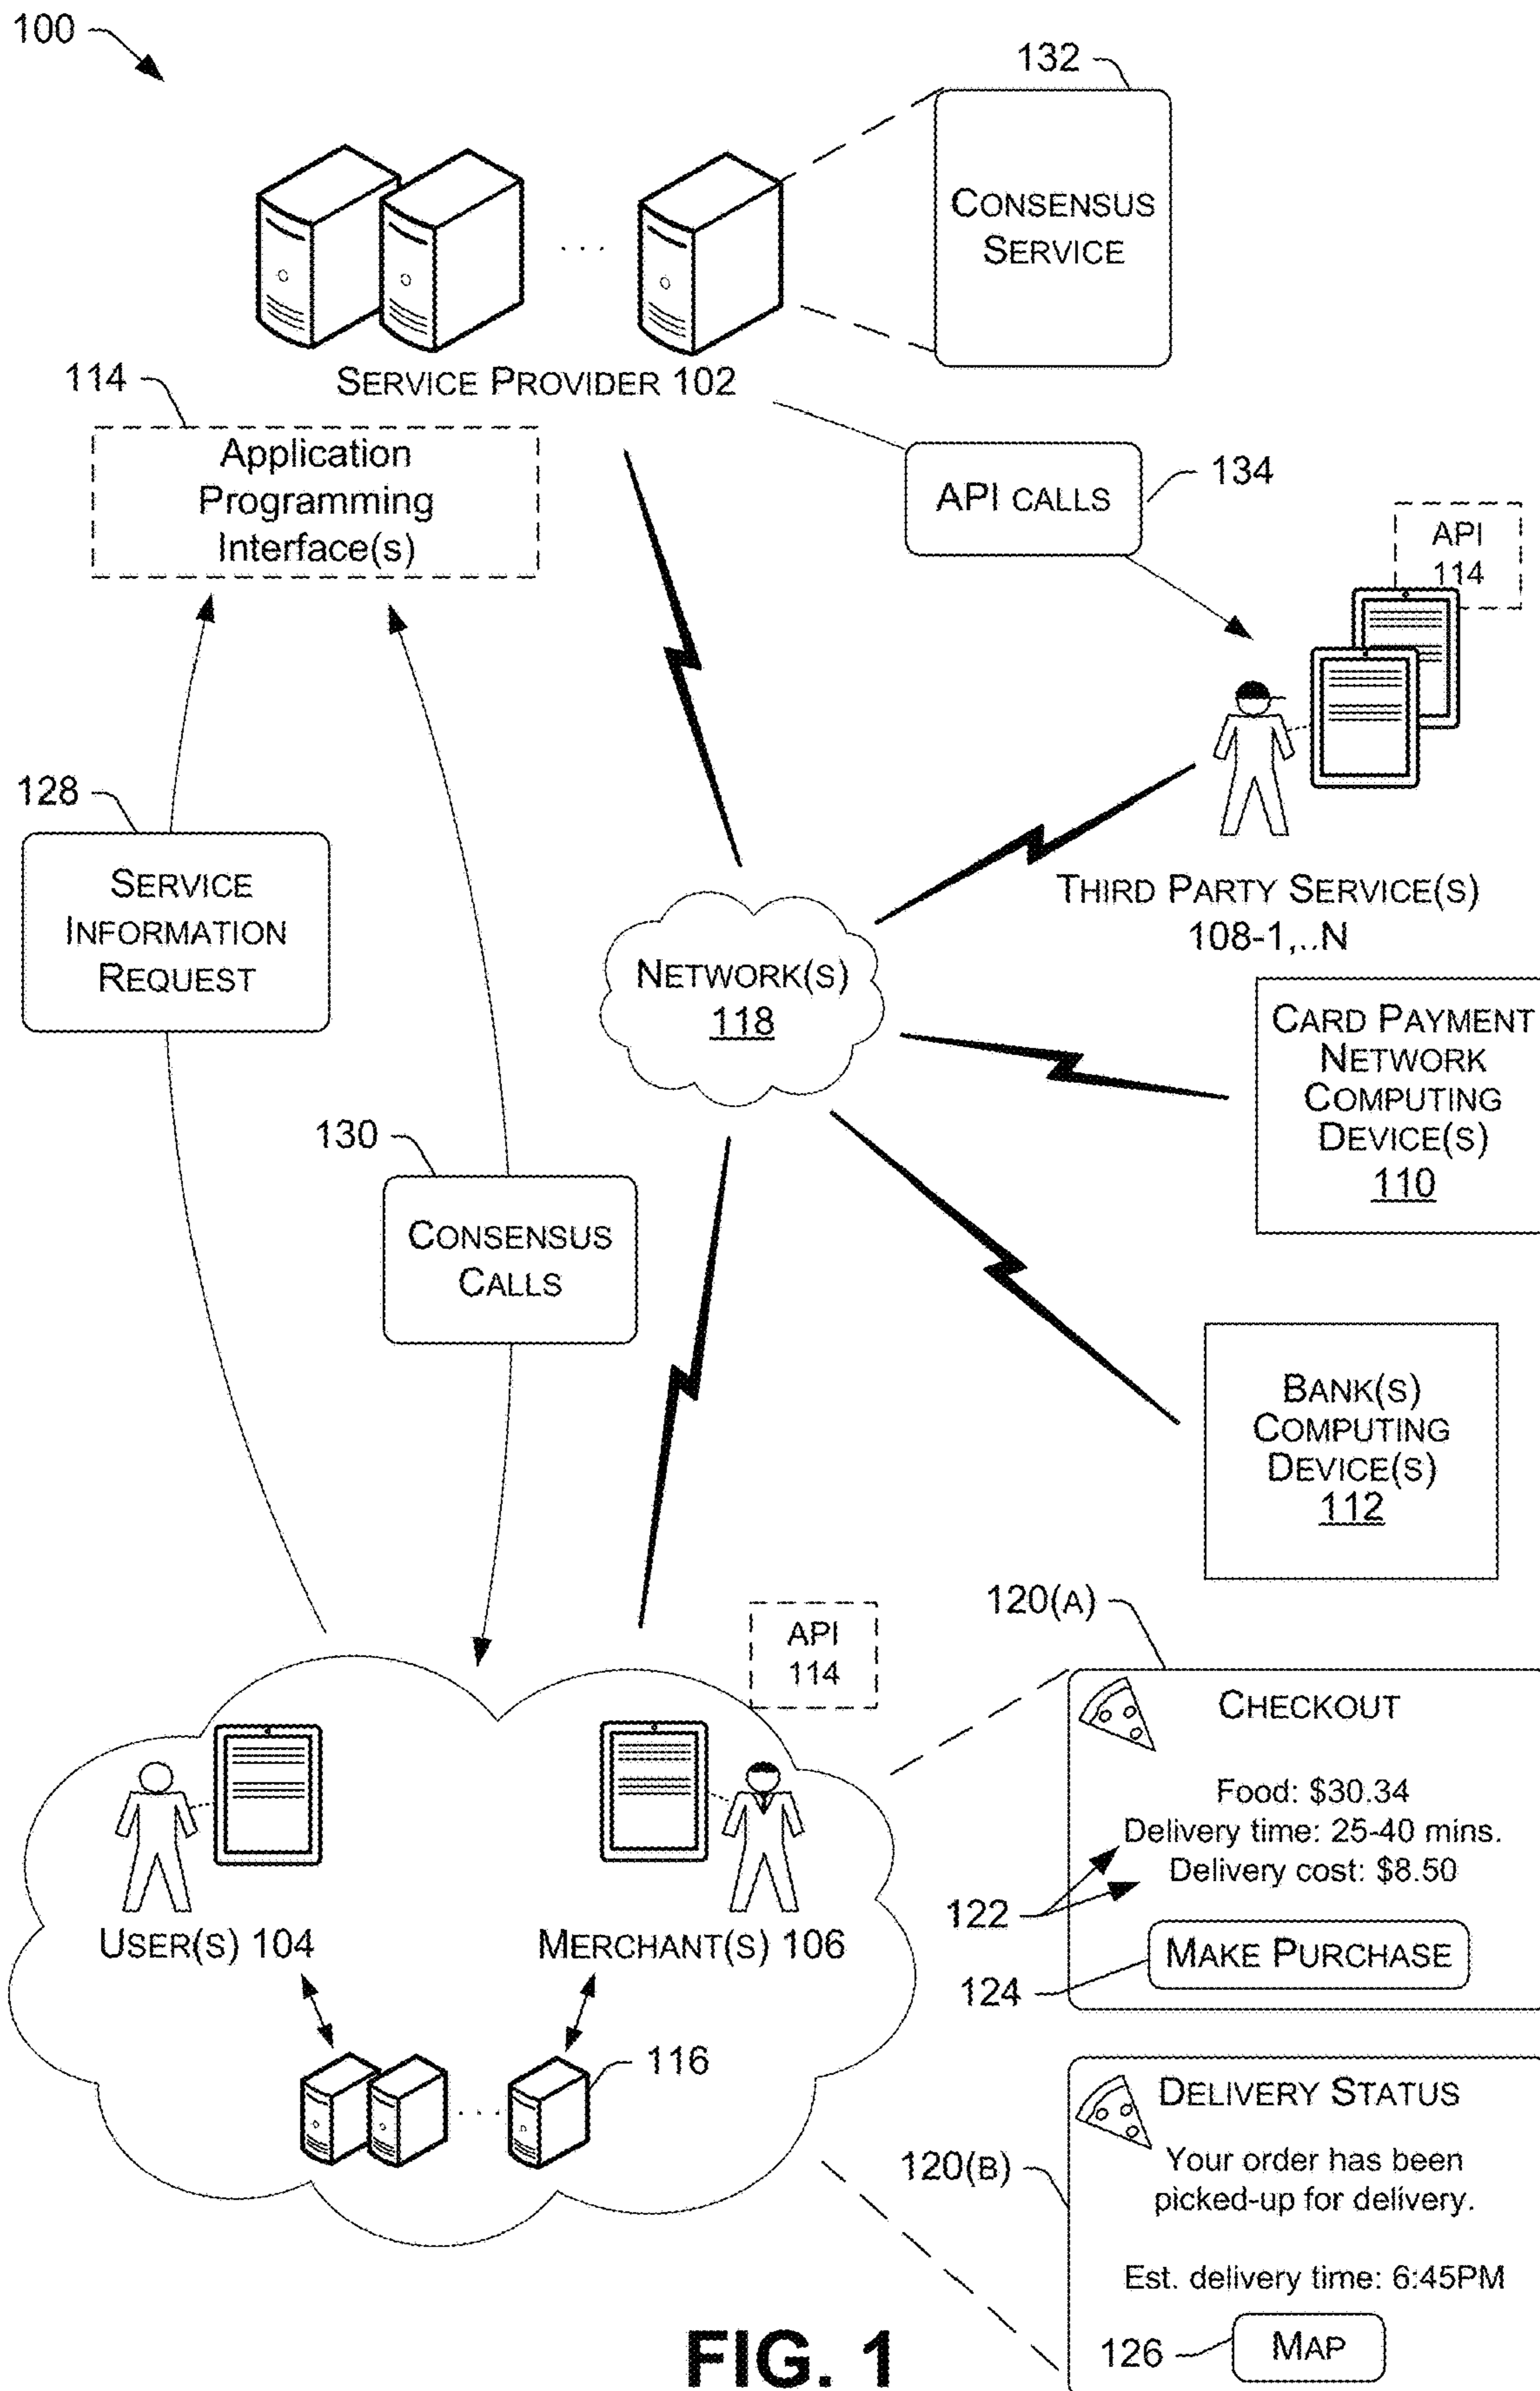 100
132
CONSENSUS
SERVICE
SERVICE PROVIDER 102
114
Application
Programming
Interface(s)
API CALLS
134
API
114
128
SERVICE
INFORMATION
REQUEST
THIRD PARTY SERVICE(S)
108-1,..N
NETWORK(S)
118
CARD PAYMENT
NETWORK
COMPUTING
DEVICE(S)
110
130
CONSENSUS
CALLS
BANK(S)
COMPUTING
DEVICE(S)
112
120(A)
API
114
CHECKOUT
Food: $30.34
Delivery time: 25-40 mins.
Delivery cost: $8.50
122
MAKE PURCHASE
124
USER(S) 104
MERCHANT(S) 106
116
DELIVERY STATUS
120(B)
Your order has been
picked-up for delivery.
Est. delivery time: 6:45PM
126
MAP
FIG. 1